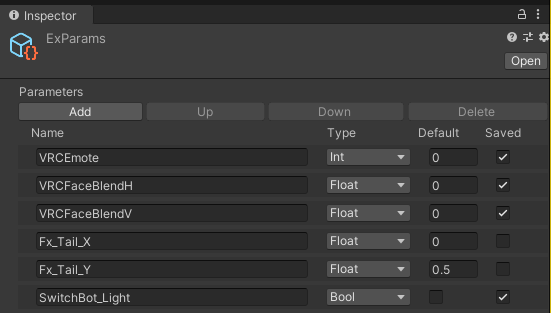 Inspector
ExParams
Open
Parameters
Add Up Down Delete
Name Type Default Saved
VRCEmote Int 0
VRCFaceBlendH Float 0
VRCFaceBlendV Float 0
Fx_Tail_X Float 0
Fx_Tail_Y Float 0.5
SwitchBot_Light Bool